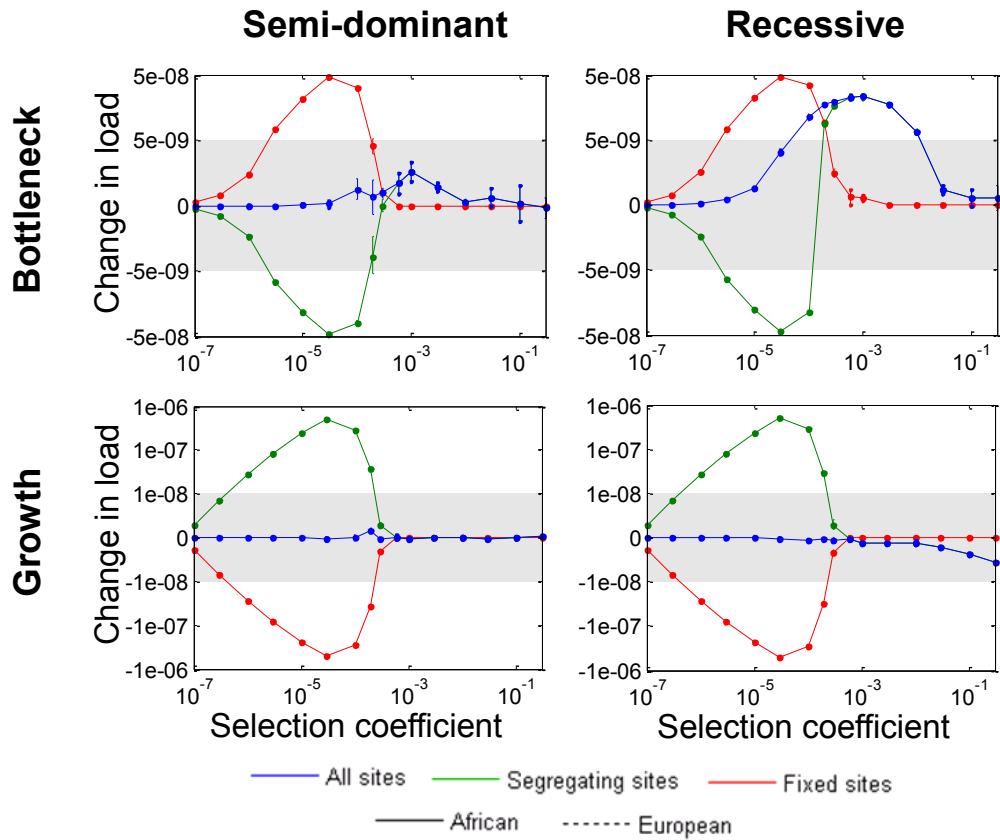 Semi-dominant Recessive
Bottleneck
Change in load
5e-08
5e-09
0
-5e-09
-5e-08
10^-7 10^-5 10^-3 10^-1
5e-08
5e-09
0
-5e-09
-5e-08
10^-7 10^-5 10^-3 10^-1
Growth
Change in load
1e-06
1e-07
1e-08
0
-1e-08
-1e-07
-1e-06
10^-7 10^-5 10^-3 10^-1
1e-06
1e-07
1e-08
0
-1e-08
-1e-07
-1e-06
10^-7 10^-5 10^-3 10^-1
Selection coefficient Selection coefficient
All sites Segregating sites Fixed sites
African European